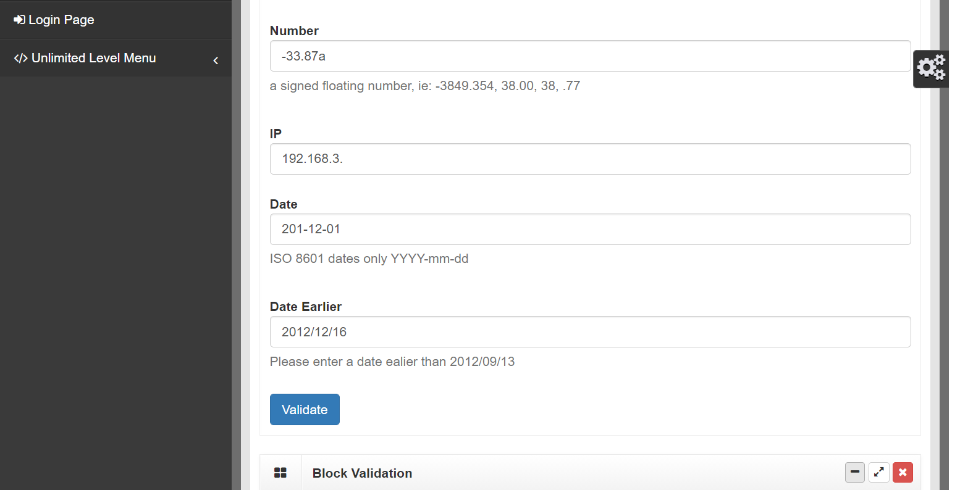 Login Page
Unlimited Level Menu
Number
-33.87a
a signed floating number, ie: -3849.354, 38.00, 38, .77
IP
192.168.3.
Date
201-12-01
ISO 8601 dates only YYYY-mm-dd
Date Earlier
2012/12/16
Please enter a date ealier than 2012/09/13
Validate
Block Validation